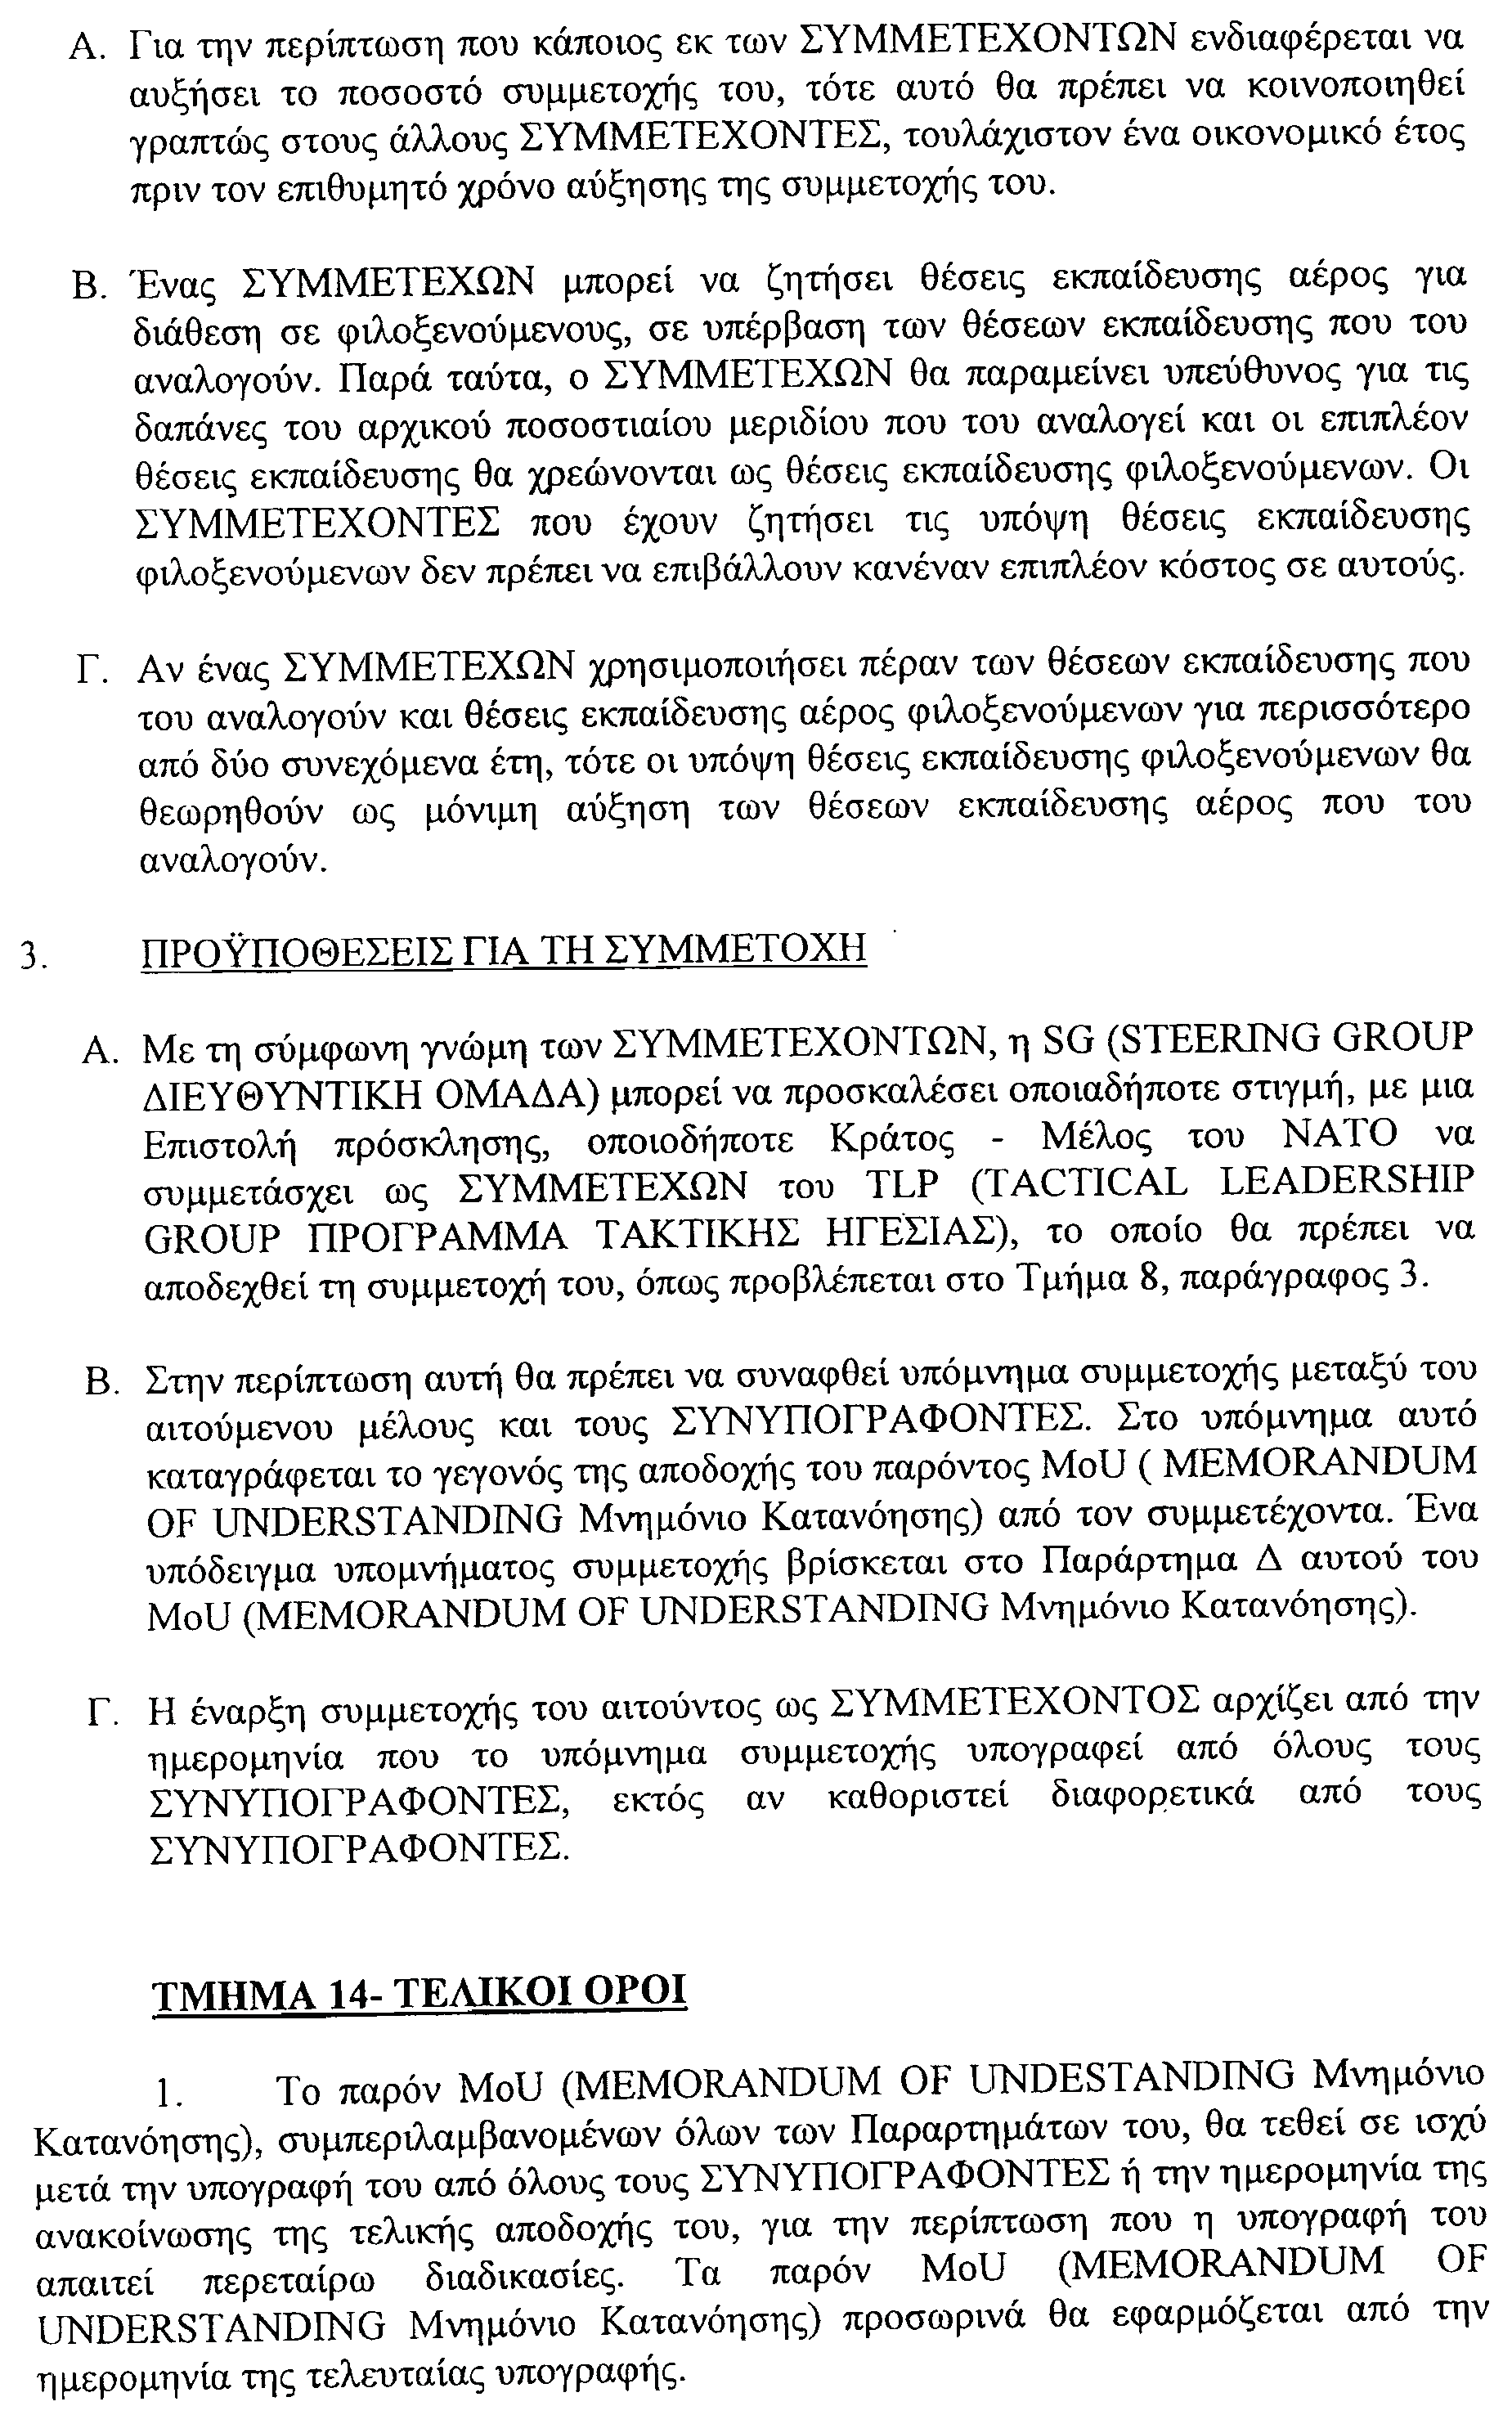 Α. Για την περίπτωση που κάποιος εκ των ΣΥΜΜΕΤΕΧΟΝΤΩΝ ενδιαφέρεται να
αυξήσει το ποσοστό συμμετοχής του, τότε αυτό θα πρέπει να κοινοποιηθεί
γραπτώς στους άλλους ΣΥΜΜΕΤΕΧΟΝΤΕΣ, τουλάχιστον ένα οικονομικό έτος
πριν τον επιθυμητό χρόνο αύξησης της συμμετοχής του.
Β. Ένας ΣΥΜΜΕΤΕΧΩΝ μπορεί να ζητήσει θέσεις εκπαίδευσης αέρος για
διάθεση σε φιλοξενούμενους, σε υπέρβαση των θέσεων εκπαίδευσης που του
αναλογούν. Παρά ταύτα, ο ΣΥΜΜΕΤΕΧΩΝ θα παραμείνει υπεύθυνος για τις
δαπάνες του αρχικού ποσοστιαίου μεριδίου που του αναλογεί και οι επιπλέον
θέσεις εκπαίδευσης θα χρεώνονται ως θέσεις εκπαίδευσης φιλοξενούμενων. Οι
ΣΥΜΜΕΤΕΧΟΝΤΕΣ που έχουν ζητήσει τις υπόψη θέσεις εκπαίδευσης
φιλοξενούμενων δεν πρέπει να επιβάλλουν κανέναν επιπλέον κόστος σε αυτούς.
Γ. Αν ένας ΣΥΜΜΕΤΕΧΩΝ χρησιμοποιήσει πέραν των θέσεων εκπαίδευσης που
του αναλογούν και θέσεις εκπαίδευσης αέρος φιλοξενούμενων για περισσότερο
από δύο συνεχόμενα έτη, τότε οι υπόψη θέσεις εκπαίδευσης φιλοξενούμενων θα
θεωρηθούν ως μόνιμη αύξηση των θέσεων εκπαίδευσης αέρος που του
αναλογούν.
3. ΠΡΟΫΠΟΘΕΣΕΙΣ ΓΙΑ ΤΗ ΣΥΜΜΕΤΟΧΗ
Α. Με τη σύμφωνη γνώμη των ΣΥΜΜΕΤΕΧΟΝΤΩΝ, η SG (STEERING GROUP
ΔΙΕΥΘΥΝΤΙΚΗ ΟΜΑΔΑ) μπορεί να προσκαλέσει οποιαδήποτε στιγμή, με μια
Επιστολή πρόσκλησης, οποιοδήποτε Κράτος - Μέλος του ΝΑΤΟ να
συμμετάσχει ως ΣΥΜΜΕΤΕΧΩΝ του TLP (TACTICAL LEADERSHIP
GROUP ΠΡΟΓΡΑΜΜΑ ΤΑΚΤΙΚΗΣ ΗΓΕΣΙΑΣ), το οποίο θα πρέπει να
αποδεχθεί τη συμμετοχή του, όπως προβλέπεται στο Τμήμα 8, παράγραφος 3.
Β. Στην περίπτωση αυτή θα πρέπει να συναφθεί υπόμνημα συμμετοχής μεταξύ του
αιτούμενου μέλους και τους ΣΥΝΥΠΟΓΡΑΦΟΝΤΕΣ. Στο υπόμνημα αυτό
καταγράφεται το γεγονός της αποδοχής του παρόντος MoU ( MEMORANDUM
OF UNDERSTANDING Μνημόνιο Κατανόησης) από τον συμμετέχοντα. Ένα
υπόδειγμα υπομνήματος συμμετοχής βρίσκεται στο Παράρτημα Δ αυτού του
MoU (MEMORANDUM OF UNDERSTANDING Μνημόνιο Κατανόησης).
Γ. Η έναρξη συμμετοχής του αιτούντος ως ΣΥΜΜΕΤΕΧΟΝΤΟΣ αρχίζει από την
ημερομηνία που το υπόμνημα συμμετοχής υπογραφεί από όλους τους
ΣΥΝΥΠΟΓΡΑΦΟΝΤΕΣ, εκτός αν καθοριστεί διαφορετικά από τους
ΣΥΝΥΠΟΓΡΑΦΟΝΤΕΣ.
ΤΜΗΜΑ 14- ΤΕΛΙΚΟΙ ΟΡΟΙ
1. Το παρόν MoU (MEMORANDUM OF UNDESTANDING Μνημόνιο
Κατανόησης), συμπεριλαμβανομένων όλων των Παραρτημάτων του, θα τεθεί σε ισχύ
μετά την υπογραφή του από όλους τους ΣΥΝΥΠΟΓΡΑΦΟΝΤΕΣ ή την ημερομηνία της
ανακοίνωσης της τελικής αποδοχής του, για την περίπτωση που η υπογραφή του
απαιτεί περεταίρω διαδικασίες. Τα παρόν MoU (MEMORANDUM OF
UNDERSTANDING Μνημόνιο Κατανόησης) προσωρινά θα εφαρμόζεται από την
ημερομηνία της τελευταίας υπογραφής.